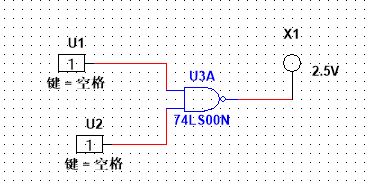 X1
U1
1
键 = 空格
U3A
2.5V
74LS00N
U2
1
键 = 空格